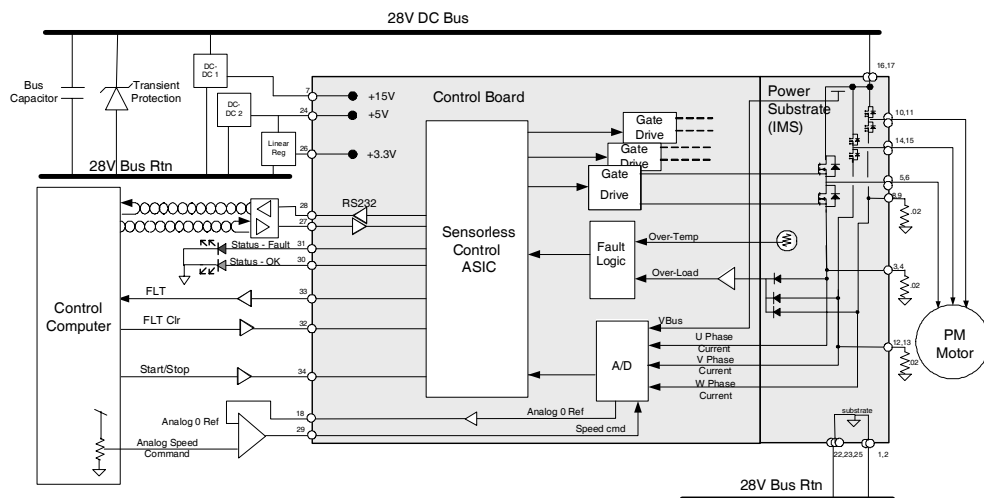 28V DC Bus
Bus
Capacitor
Transient
Protection
DC-
DC 1
DC-
DC 2
Linear
Reg
28V Bus Rtn
7
24
26
+15V
+5V
+3.3V
Control Board
Power
Substrate
(IMS)
16,17
10,11
14,15
5,6
8,9
.02
3,4
.02
12,13
.02
Gate
Drive
Gate
Drive
Gate
Drive
RS232
28
27
31
30
33
32
34
18
29
Status - Fault
Status - OK
FLT
FLT Clr
Start/Stop
Control
Computer
Sensorless
Control
ASIC
Fault
Logic
Over-Temp
Over-Load
A/D
VBus
U Phase
Current
V Phase
Current
W Phase
Current
PM
Motor
Analog 0 Ref
Analog Speed
Command
Analog 0 Ref
Speed cmd
substrate
22,23,25
1,2
28V Bus Rtn